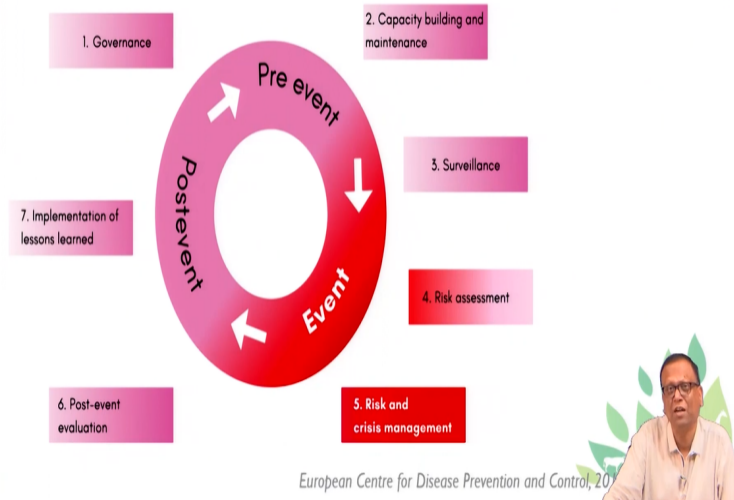 1. Governance
2. Capacity building and
maintenance
Pre event
3. Surveillance
Postevent
7. Implementation of
lessons learned
4. Risk assessment
Event
6. Post-event
evaluation
5. Risk and
crisis management
European Centre for Disease Prevention and Control,